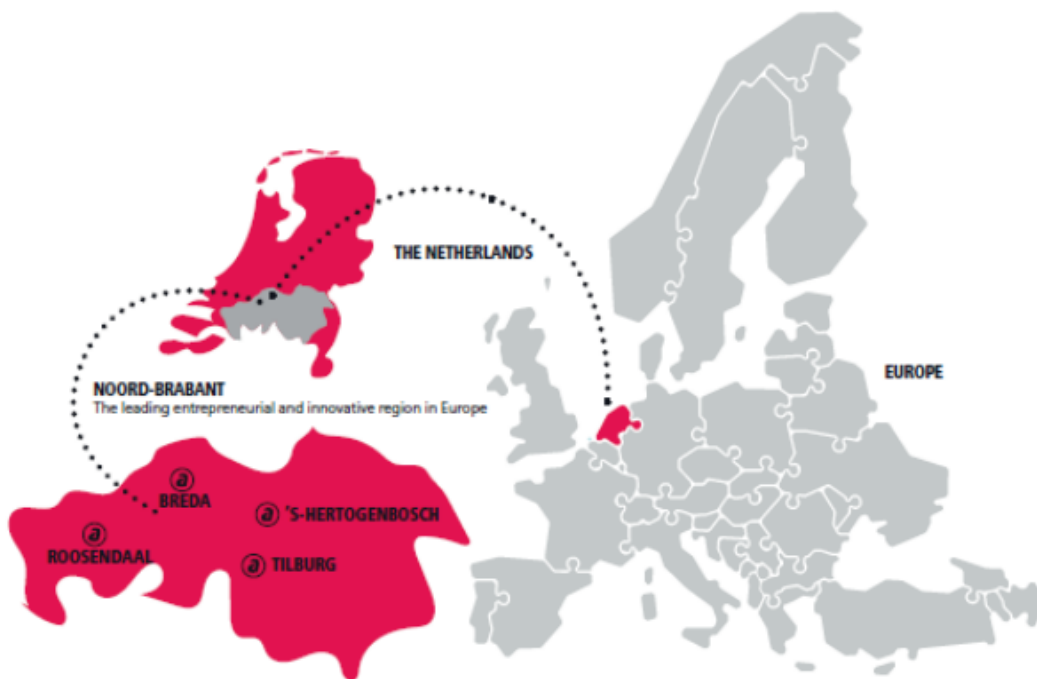 THE NETHERLANDS
EUROPE
NOORD-BRABANT
The leading entrepreneurial and innovative region in Europe
a BREDA
a 'S-HERTOGENBOSCH
a ROOSENDAAL
a TILBURG